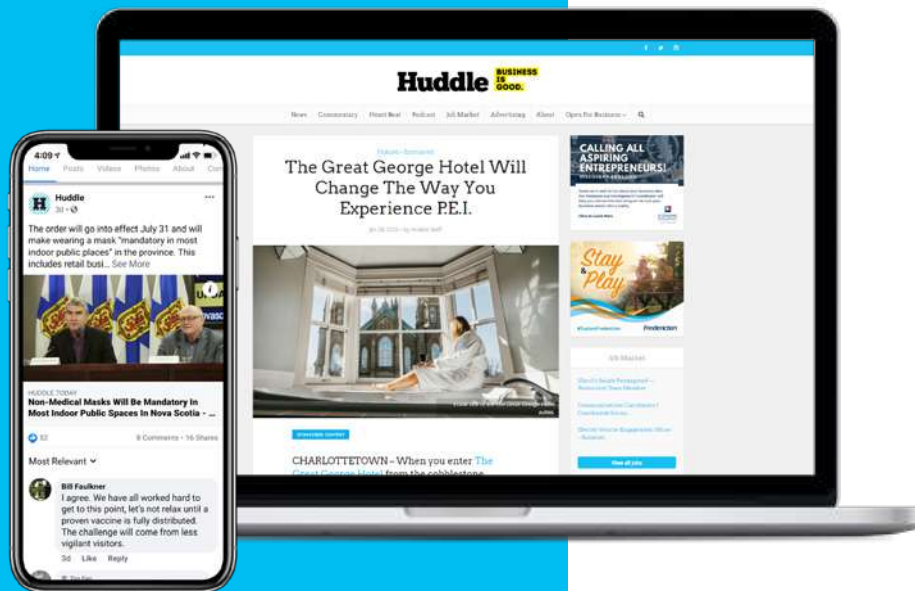 Huddle BUSINESS
IS
GOOD.
News Commentary Heart Beat Podcast Job Market Advertising About Open For Business
The Great George Hotel Will
Change The Way You
Experience P.E.I.
CHARLOTTETOWN – When you enter The
Great George Hotel from the cobblestone
CALLING ALL
ASPIRING
ENTREPRENEURS!
Stay
&
Play
Fredericton
Job Market
View all jobs
4:09
Home Posts Videos Photos About
Huddle
3d
The order will go into effect July 31 and will
make wearing a mask "mandatory in most
indoor public places" in the province. This
includes retail busi... See More
HUDDLE.TODAY
Non-Medical Masks Will Be Mandatory In
Most Indoor Public Spaces In Nova Scotia - ...
52 8 Comments • 16 Shares
Most Relevant
Bill Faulkner
I agree. We have all worked hard to
get to this point, let's not relax until a
proven vaccine is fully distributed.
The challenge will come from less
vigilant visitors.
3d Like Reply